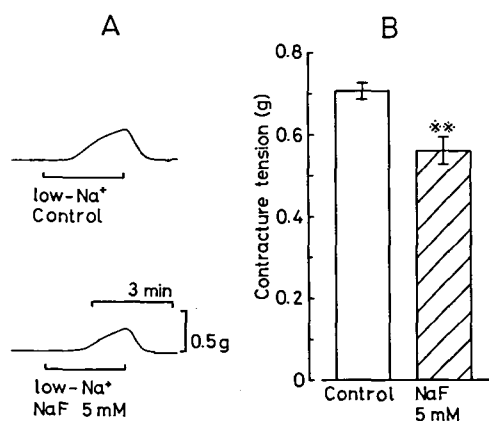 A
low-Na⁺
Control
3 min
0.5g
low-Na⁺
NaF 5 mM
B
Contracture tension (g)
0.8
0.6
0.4
0.2
0
※※
Control
NaF
5 mM